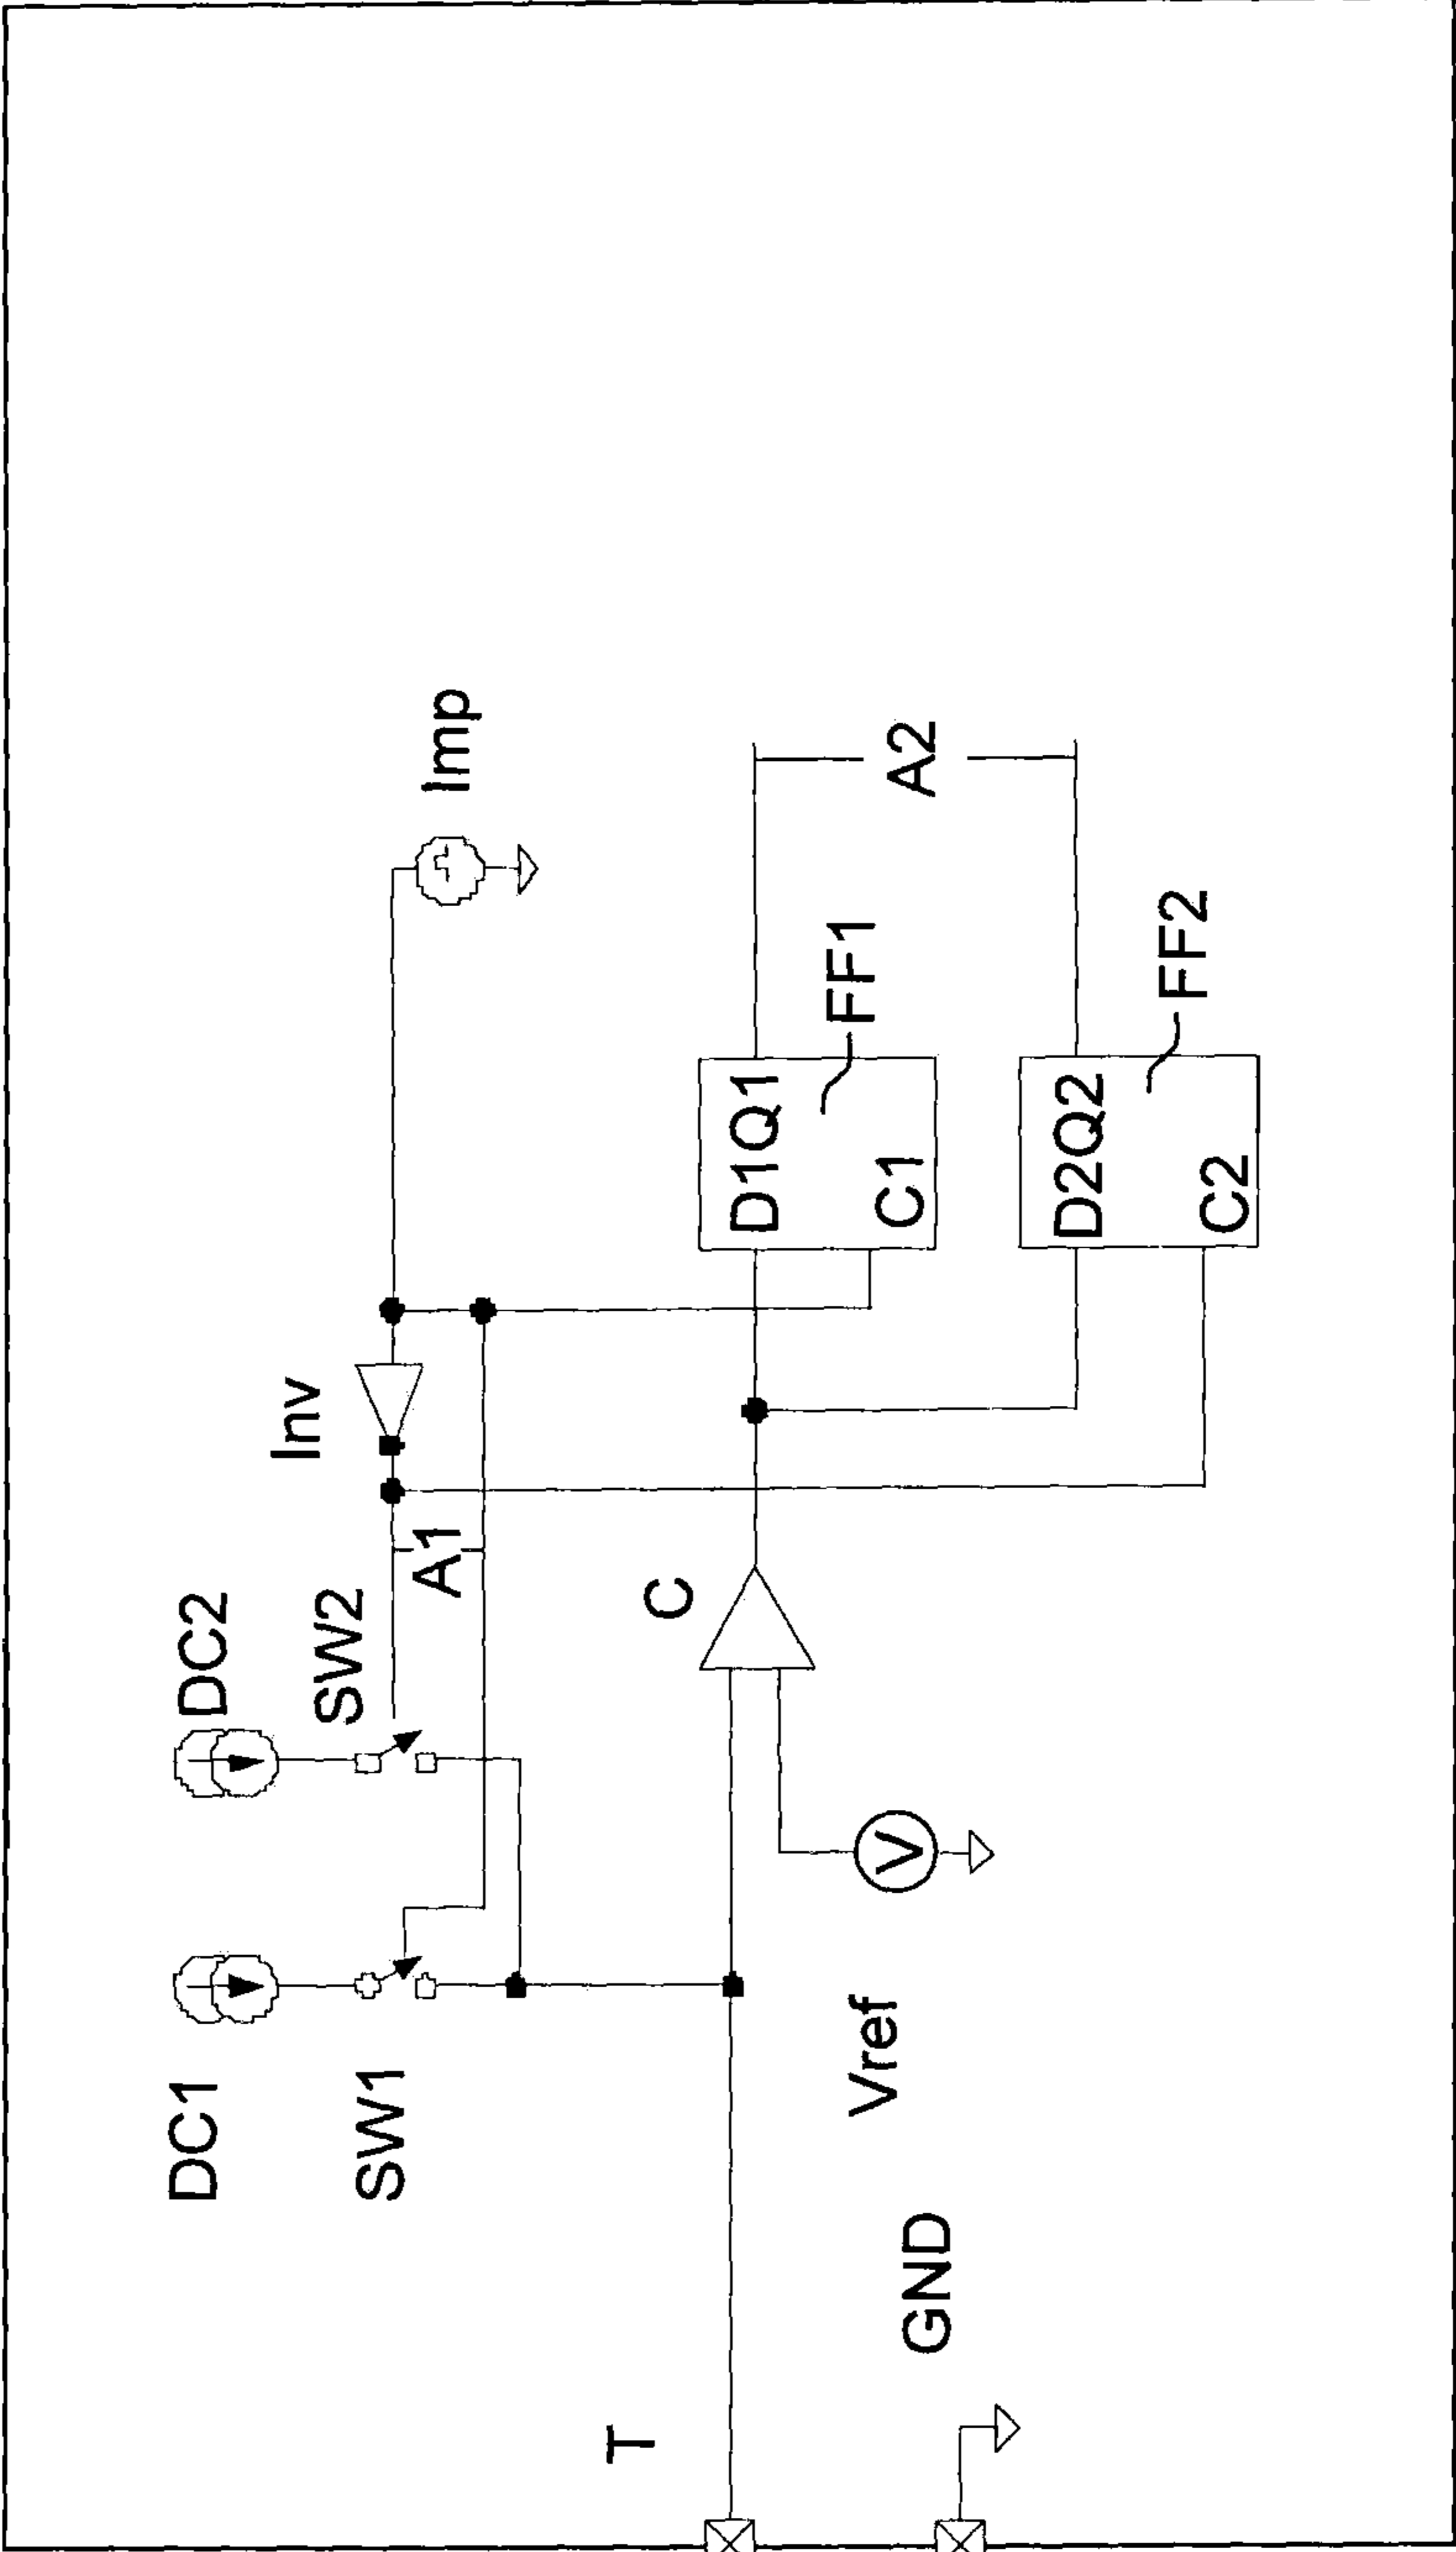 DC1
DC2
SW1
SW2
Inv
A1
Imp
T
C
D1Q1
C1
FF1
A2
Vref
V
GND
D2Q2
C2
FF2